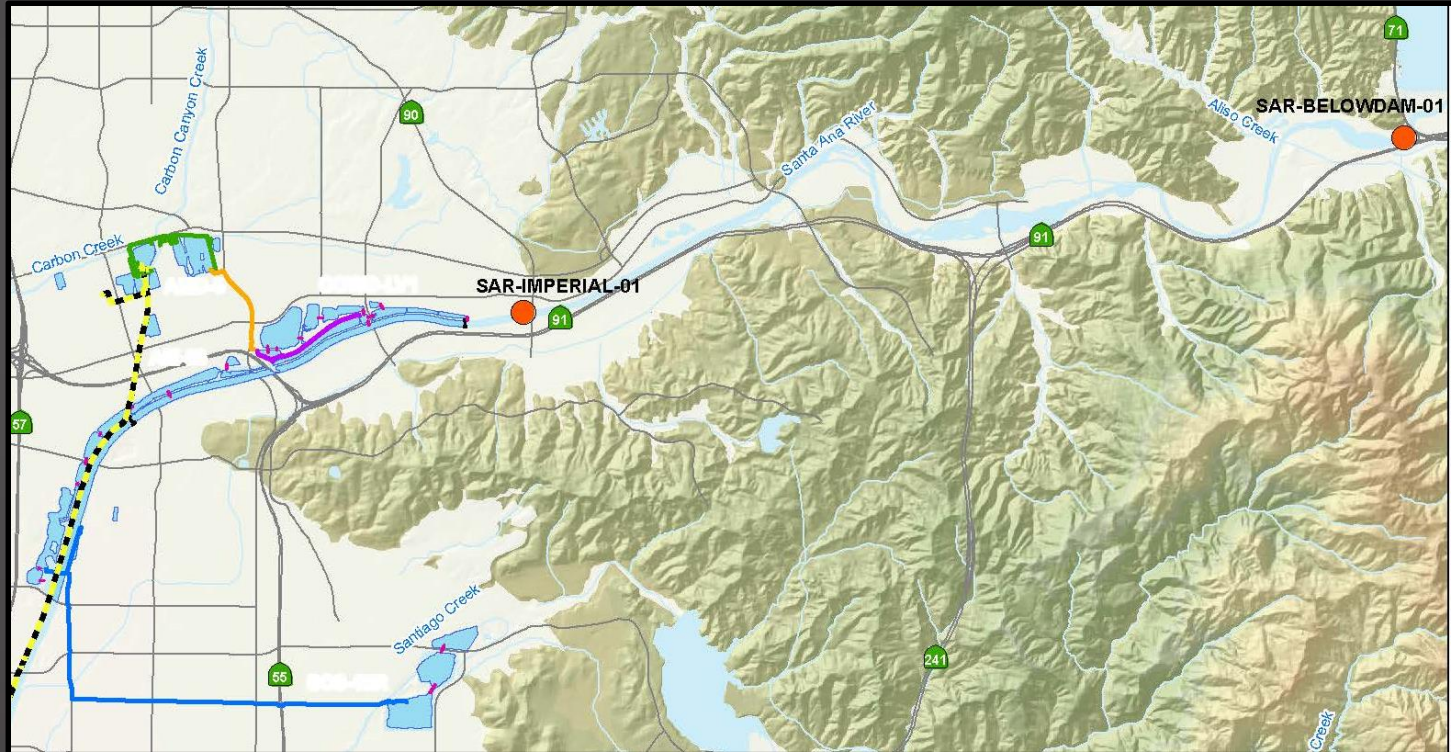 71
SAR-BELOWDAM-01
Aliso Creek
90
Carbon Canyon Creek
Santa Ana River
91
Carbon Creek
SAR-IMPERIAL-01
91
57
Santiago Creek
241
55
Creek